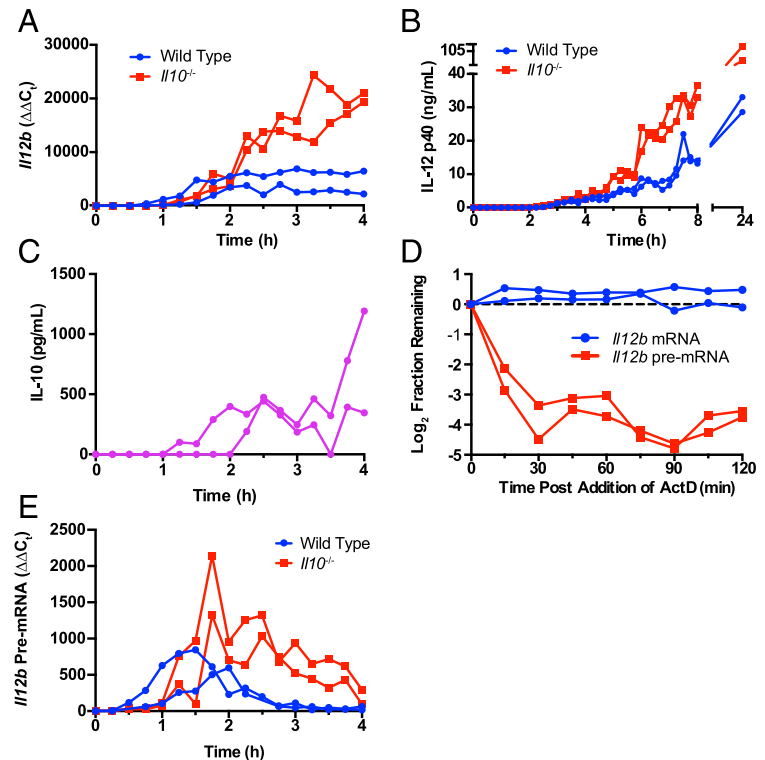 A
Il12b (ΔΔCt)
30000
20000
10000
0
Wild Type
Il10-/-
0 1 2 3 4
Time (h)
B
IL-12 p40 (ng/mL)
105
40
30
20
10
0
Wild Type
Il10-/-
0 2 4 6 8 24
Time (h)
C
IL-10 (pg/mL)
1500
1000
500
0
0 1 2 3 4
Time (h)
D
Log2 Fraction Remaining
1
0
-1
-2
-3
-4
-5
Il12b mRNA
Il12b pre-mRNA
0 30 60 90 120
Time Post Addition of ActD (min)
E
Il12b Pre-mRNA (ΔΔCt)
2500
2000
1500
1000
500
0
Wild Type
Il10-/-
0 1 2 3 4
Time (h)